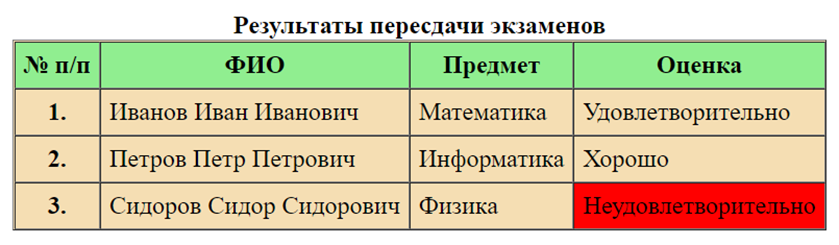 Результаты пересдачи экзаменов
№ п/п ФИО Предмет Оценка
1. Иванов Иван Иванович Математика Удовлетворительно
2. Петров Петр Петрович Информатика Хорошо
3. Сидоров Сидор Сидорович Физика Неудовлетворительно